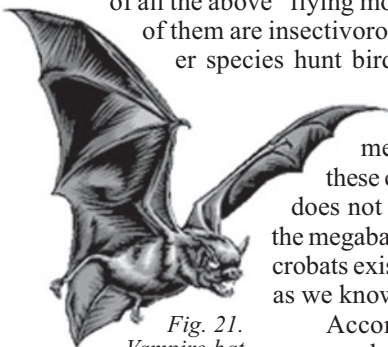 of all the above "flying mo
of them are insectivoro
er species hunt bird
me
these c
does not
the megaba
crobats exis
as we know
Fig. 21.
Accor
Vampire bat